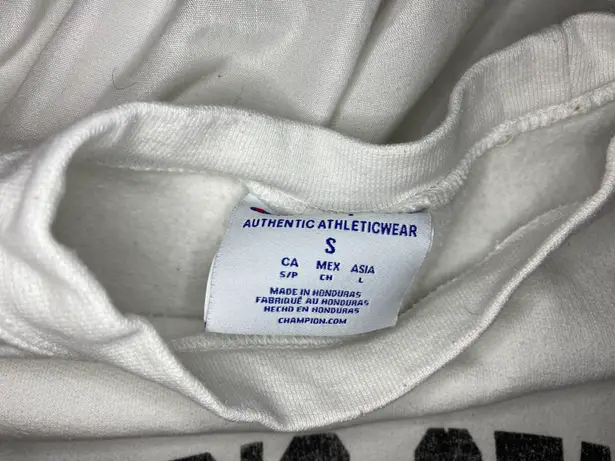 AUTHENTIC ATHLETICWEAR
S
CA MEX ASIA
S/P CH L
MADE IN HONDURAS
FABRIQUÉ AU HONDURAS
HECHO EN HONDURAS
CHAMPION.COM